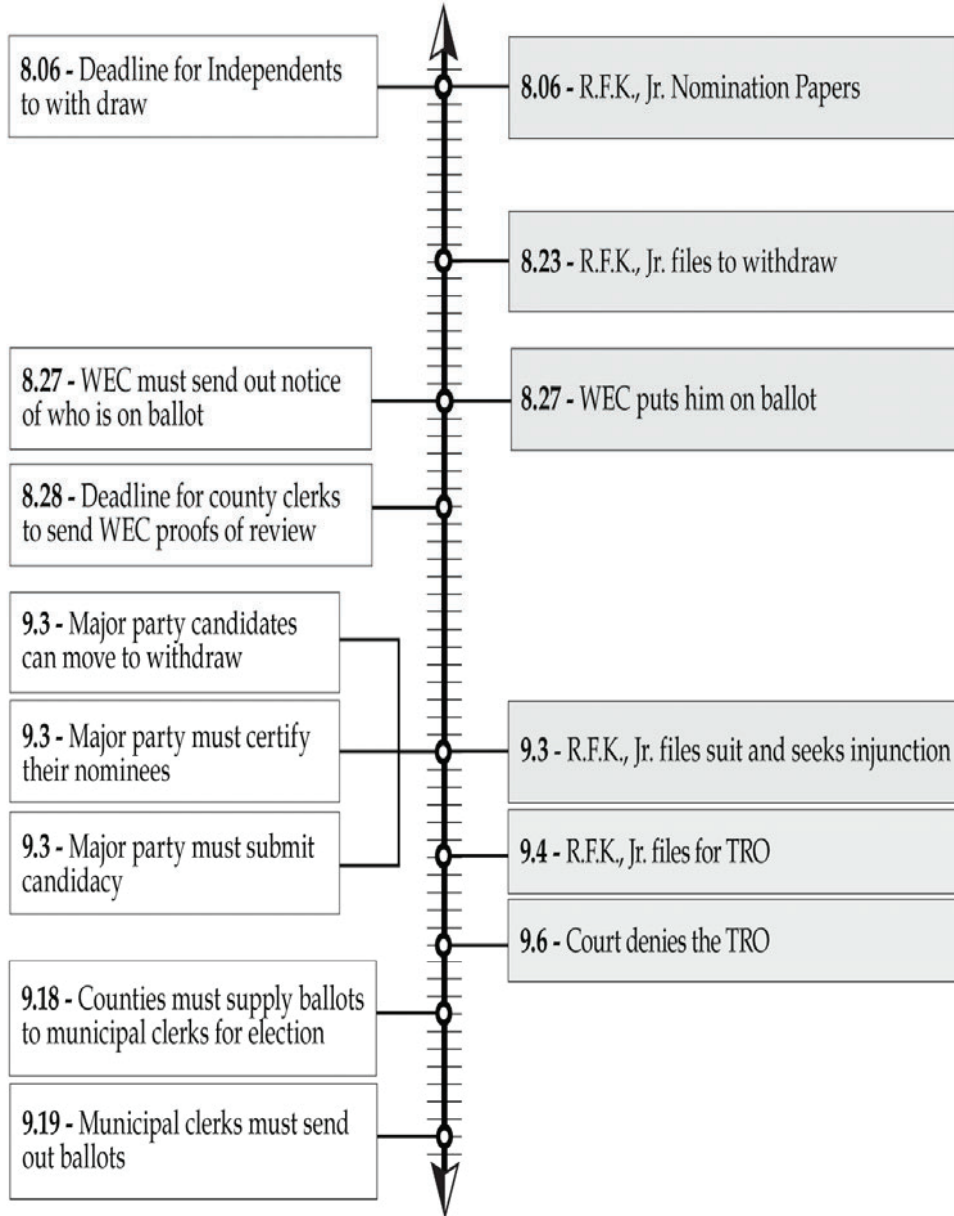 8.06 - Deadline for Independents
to with draw
8.06 - R.F.K., Jr. Nomination Papers
8.23 - R.F.K., Jr. files to withdraw
8.27 - WEC must send out notice
of who is on ballot
8.27 - WEC puts him on ballot
8.28 - Deadline for county clerks
to send WEC proofs of review
9.3 - Major party candidates
can move to withdraw
9.3 - Major party must certify
their nominees
9.3 - Major party must submit
candidacy
9.3 - R.F.K., Jr. files suit and seeks injunction
9.4 - R.F.K., Jr. files for TRO
9.6 - Court denies the TRO
9.18 - Counties must supply ballots
to municipal clerks for election
9.19 - Municipal clerks must send
out ballots